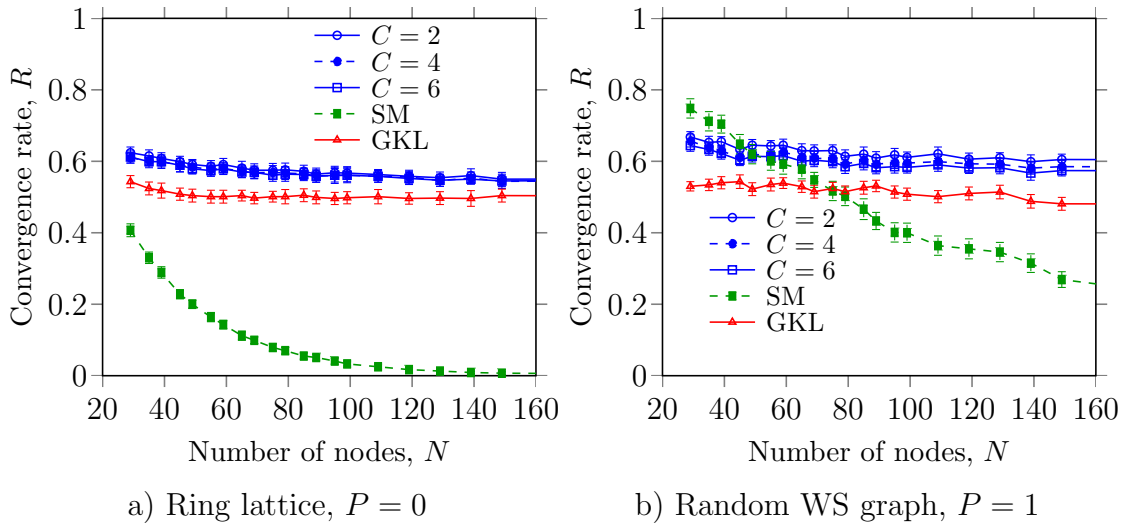 1
0.8
0.6
0.4
0.2
0
Convergence rate, R
C = 2
C = 4
C = 6
SM
GKL
20 40 60 80 100 120 140 160
Number of nodes, N
a) Ring lattice, P = 0
1
0.8
0.6
0.4
0.2
0
Convergence rate, R
C = 2
C = 4
C = 6
SM
GKL
20 40 60 80 100 120 140 160
Number of nodes, N
b) Random WS graph, P = 1